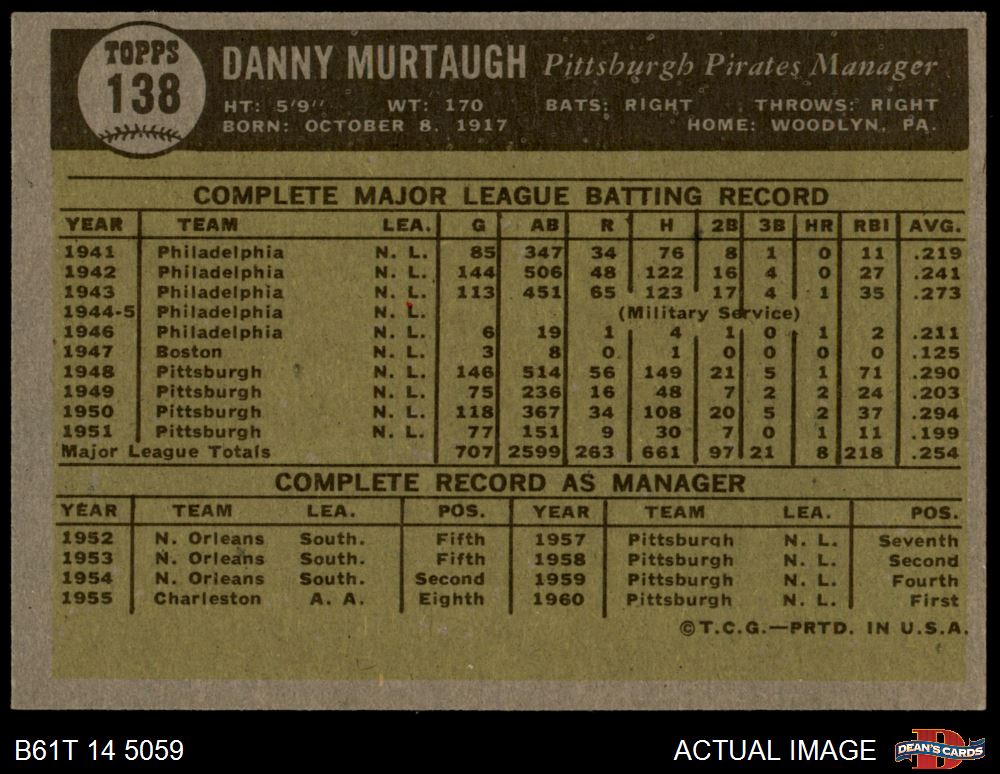 TOPPS
138
DANNY MURTAUGH Pittsburgh Pirates Manager
HT: 5'9" WT: 170 BATS: RIGHT THROWS: RIGHT
BORN: OCTOBER 8, 1917 HOME: WOODLYN, PA.
COMPLETE MAJOR LEAGUE BATTING RECORD
YEAR TEAM LEA. G AB R H 2B 3B HR RBI AVG.
1941 Philadelphia N. L. 85 347 34 76 8 1 0 11 .219
1942 Philadelphia N. L. 144 506 48 122 16 4 0 27 .241
1943 Philadelphia N. L. 113 451 65 123 17 4 1 35 .273
1944-5 Philadelphia N. L. (Military Service)
1946 Philadelphia N. L. 6 19 1 4 1 0 1 2 .211
1947 Boston N. L. 3 8 0 1 0 0 0 0 .125
1948 Pittsburgh N. L. 146 514 56 149 21 5 1 71 .290
1949 Pittsburgh N. L. 75 236 16 48 7 2 2 24 .203
1950 Pittsburgh N. L. 118 367 34 108 20 5 2 37 .294
1951 Pittsburgh N. L. 77 151 9 30 7 0 1 11 .199
Major League Totals 707 2599 263 661 97 21 8 218 .254
COMPLETE RECORD AS MANAGER
YEAR TEAM LEA. POS. YEAR TEAM LEA. POS.
1952 N. Orleans South. Fifth 1957 Pittsburgh N. L. Seventh
1953 N. Orleans South. Fifth 1958 Pittsburgh N. L. Second
1954 N. Orleans South. Second 1959 Pittsburgh N. L. Fourth
1955 Charleston A. A. Eighth 1960 Pittsburgh N. L. First
©T.C.G.—PRTD. IN U.S.A.
B61T 14 5059 ACTUAL IMAGE DEAN'S CARDS